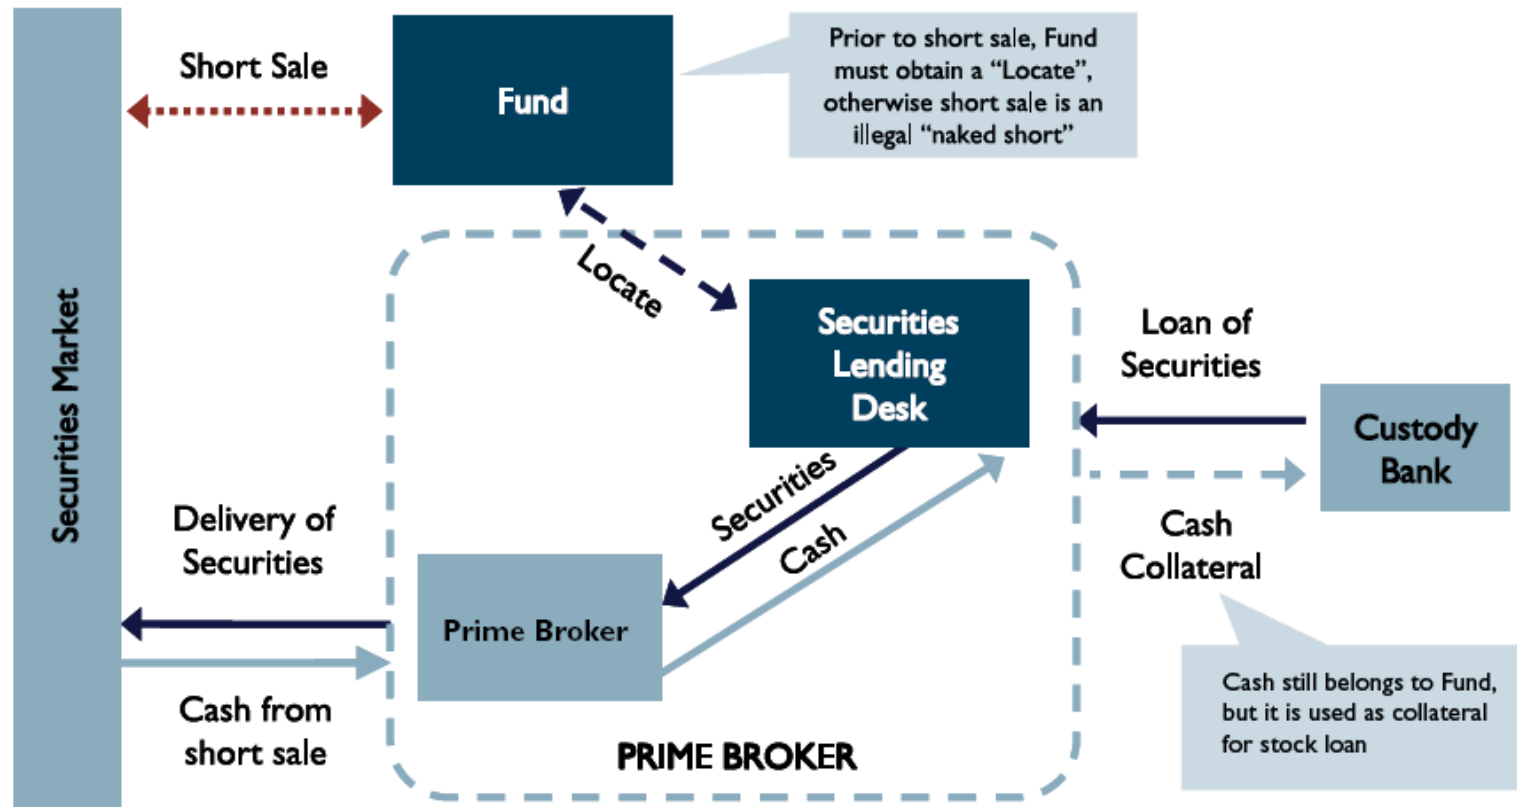 Securities Market
Short Sale
Fund
Prior to short sale, Fund
must obtain a “Locate”,
otherwise short sale is an
illegal “naked short”
Locate
Securities
Lending
Desk
Loan of
Securities
Custody
Bank
Cash
Collateral
Securities
Cash
Delivery of
Securities
Prime Broker
Cash from
short sale
PRIME BROKER
Cash still belongs to Fund,
but it is used as collateral
for stock loan